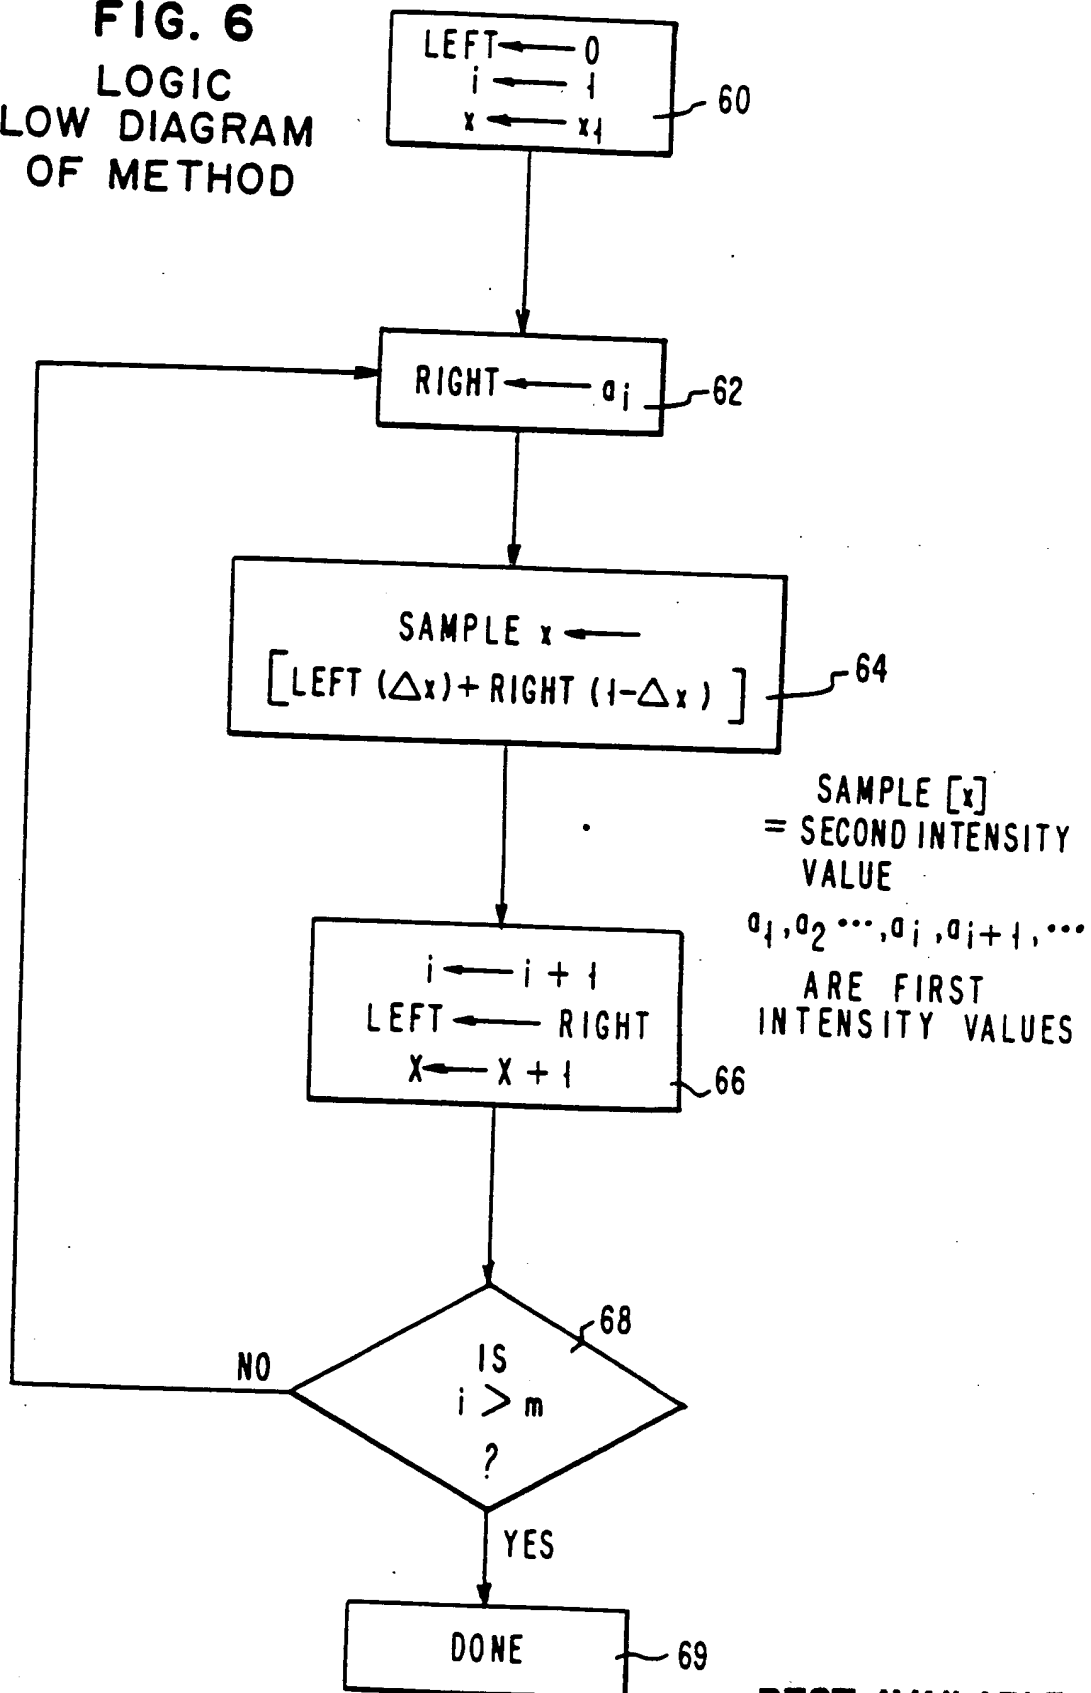 FIG. 6
LOGIC
LOW DIAGRAM
OF METHOD
LEFT ← 0
i ← 1
x ← x1
60
RIGHT ← ai
62
SAMPLE x ←
[LEFT (△x) + RIGHT (1-△x)]
64
SAMPLE [x]
= SECOND INTENSITY
VALUE
a1, a2 ..., ai, ai+1, ...
ARE FIRST
INTENSITY VALUES
i ← i + 1
LEFT ← RIGHT
X ← X + 1
66
68
IS
i > m
?
NO
YES
DONE
69